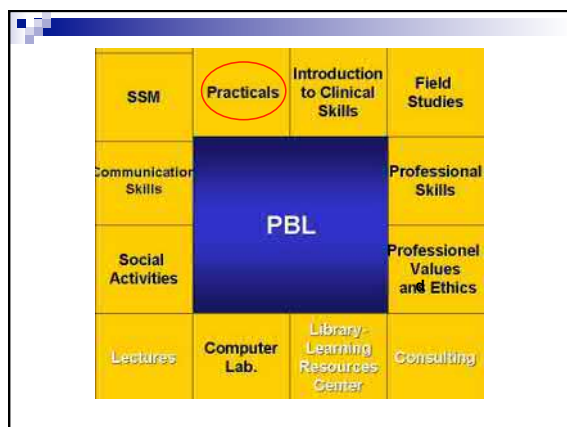 SSM
Practicals
Introduction
to Clinical
Skills
Field
Studies
Communication
Skills
PBL
Professional
Skills
Social
Activities
Professionel
Values
and Ethics
Lectures
Computer
Lab.
Library-
Learning
Resources
Center
Consulting